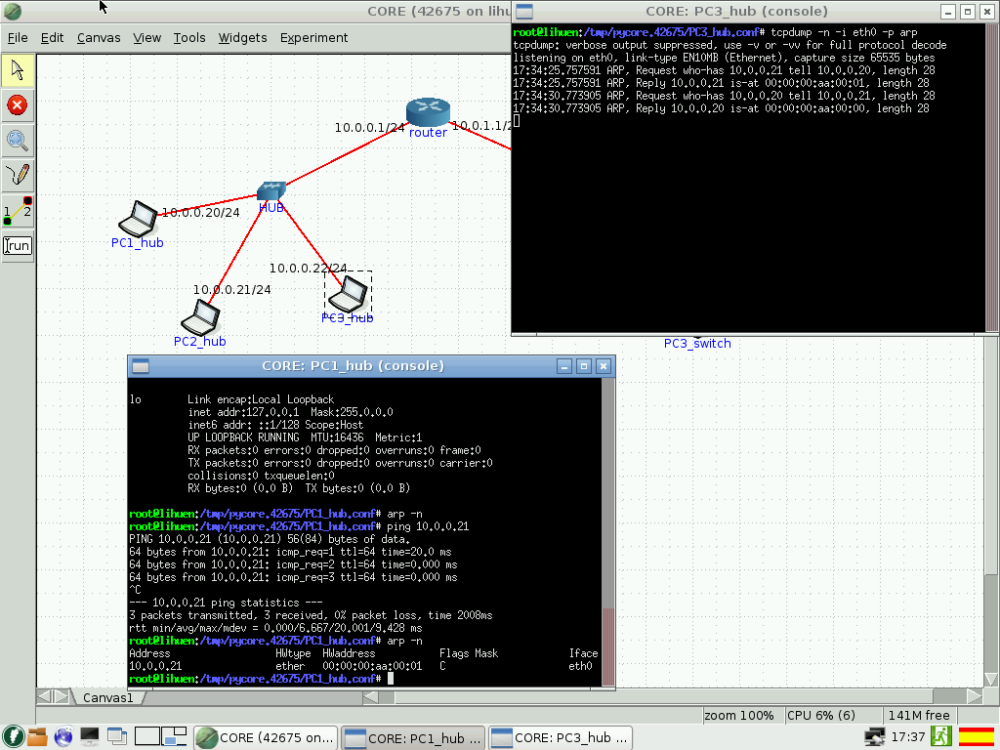 CORE (42675 on lihu
File Edit Canvas View Tools Widgets Experiment
1 2
run
router
10.0.0.1/24
10.0.1.1/2
HUB
10.0.0.20/24
PC1_hub
10.0.0.22/24
10.0.0.21/24
PC3_hub
PC2_hub
PC3_switch
CORE: PC3_hub (console)
root@lihuen:/tmp/pycore.42675/PC3_hub.conf# tcpdump -n -i eth0 -p arp
tcpdump: verbose output suppressed, use -v or -vv for full protocol decode
listening on eth0, link-type EN10MB (Ethernet), capture size 65535 bytes
17:34:25.757591 ARP, Request who-has 10.0.0.21 tell 10.0.0.20, length 28
17:34:25.757591 ARP, Reply 10.0.0.21 is-at 00:00:00:aa:00:01, length 28
17:34:30.773905 ARP, Request who-has 10.0.0.20 tell 10.0.0.21, length 28
17:34:30.773905 ARP, Reply 10.0.0.20 is-at 00:00:00:aa:00:00, length 28
CORE: PC1_hub (console)
lo Link encap:Local Loopback
inet addr:127.0.0.1 Mask:255.0.0.0
inet6 addr: ::1/128 Scope:Host
UP LOOPBACK RUNNING MTU:16436 Metric:1
RX packets:0 errors:0 dropped:0 overruns:0 frame:0
TX packets:0 errors:0 dropped:0 overruns:0 carrier:0
collisions:0 txqueuelen:0
RX bytes:0 (0.0 B) TX bytes:0 (0.0 B)
root@lihuen:/tmp/pycore.42675/PC1_hub.conf# arp -n
root@lihuen:/tmp/pycore.42675/PC1_hub.conf# ping 10.0.0.21
PING 10.0.0.21 (10.0.0.21) 56(84) bytes of data.
64 bytes from 10.0.0.21: icmp_req=1 ttl=64 time=20.0 ms
64 bytes from 10.0.0.21: icmp_req=2 ttl=64 time=0.000 ms
64 bytes from 10.0.0.21: icmp_req=3 ttl=64 time=0.000 ms
^C
--- 10.0.0.21 ping statistics ---
3 packets transmitted, 3 received, 0% packet loss, time 2008ms
rtt min/avg/max/mdev = 0.000/6.667/20.001/9.428 ms
root@lihuen:/tmp/pycore.42675/PC1_hub.conf# arp -n
Address HWtype HWaddress Flags Mask Iface
10.0.0.21 ether 00:00:00:aa:00:01 C eth0
root@lihuen:/tmp/pycore.42675/PC1_hub.conf#
Canvas1
zoom 100% CPU 6% (6) 141M free
CORE (42675 on... CORE: PC1_hub ... CORE: PC3_hub ... 17:37